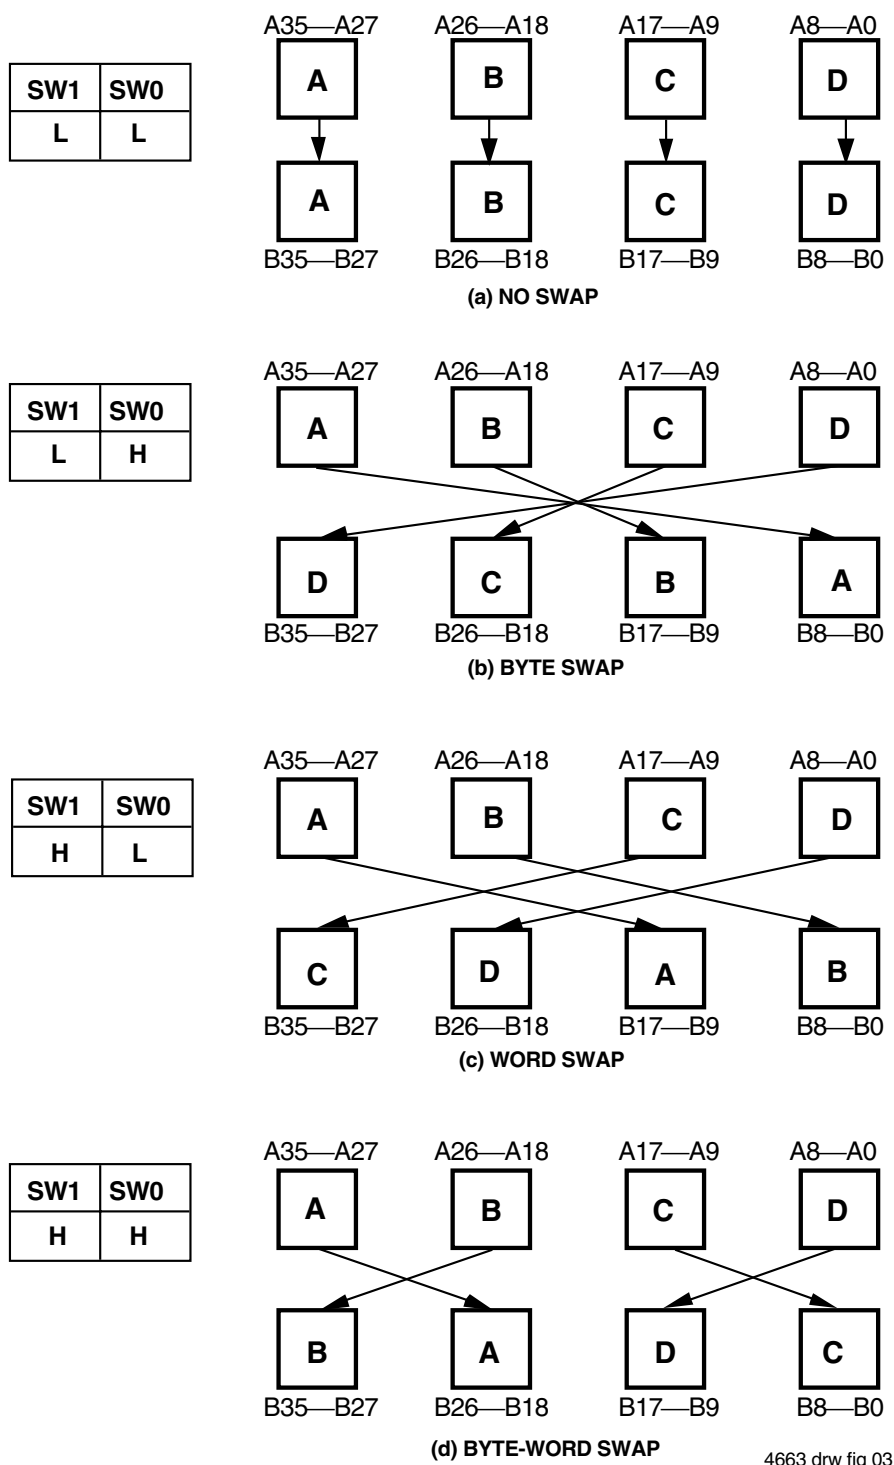 A35—A27 A26—A18 A17—A9 A8—A0
SW1 SW0 A B C D
L L
A B C D
B35—B27 B26—B18 B17—B9 B8—B0
(a) NO SWAP
A35—A27 A26—A18 A17—A9 A8—A0
SW1 SW0 A B C D
L H
D C B A
B35—B27 B26—B18 B17—B9 B8—B0
(b) BYTE SWAP
A35—A27 A26—A18 A17—A9 A8—A0
SW1 SW0 A B C D
H L
C D A B
B35—B27 B26—B18 B17—B9 B8—B0
(c) WORD SWAP
A35—A27 A26—A18 A17—A9 A8—A0
SW1 SW0 A B C D
H H
B A D C
B35—B27 B26—B18 B17—B9 B8—B0
(d) BYTE-WORD SWAP
4663 drw fig 03